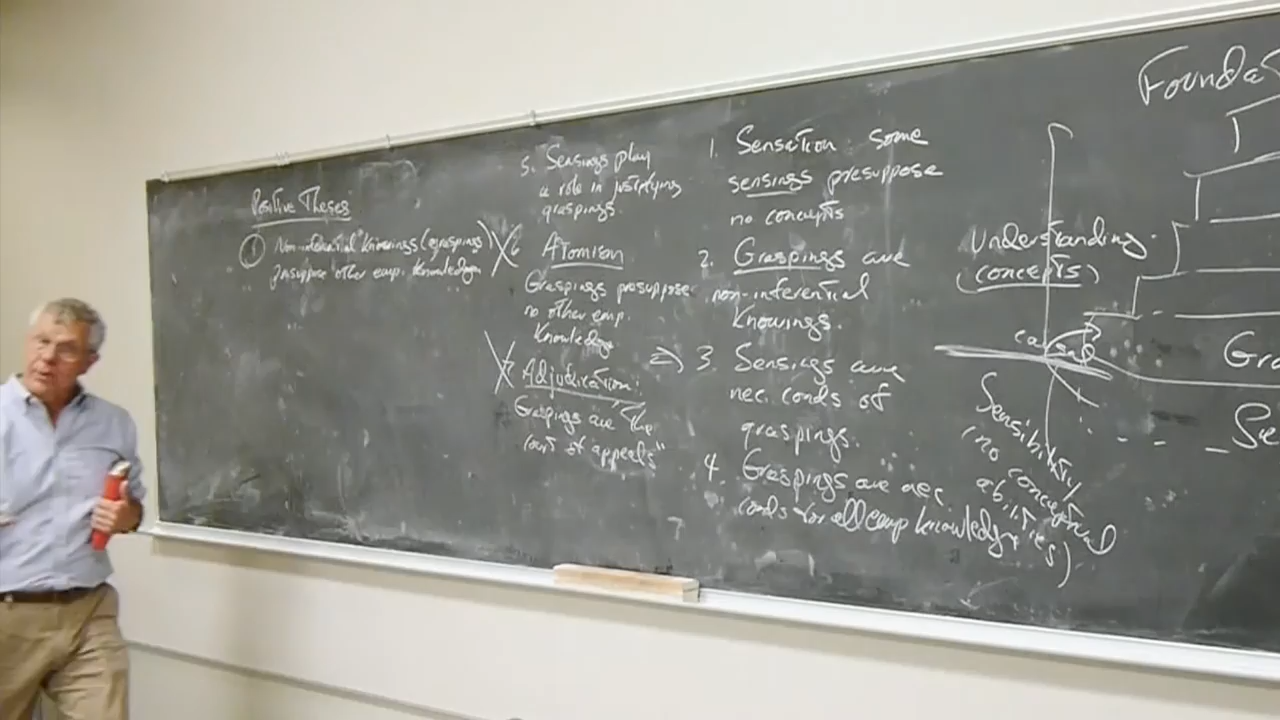 Positive Theses
1 Non-inferential "Knowings (graspings)
presuppose other emp. Knowledge
5. Sensings play
a role in justifying
graspings.
6 Atomism
Graspings presuppose
no other emp.
Knowledge
7 Adjudication:
Graspings are "the
court of appeals"
1. Sensation: some
sensings presuppose
no concepts
2. Graspings are
non-inferential
Knowings.
=> 3. Sensings are
nec. conds of
graspings.
4. Graspings are nec
conds for all emp knowledge
Understanding
(concepts)
causal
Sensibility
(no conceptual
abilities)
Foundat
Gra
Se